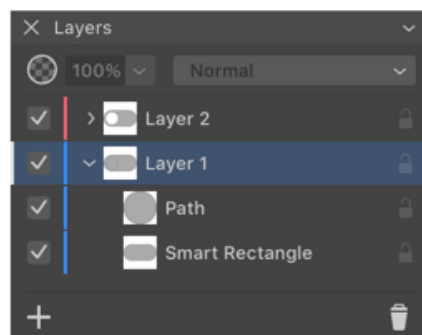 Layers
100% Normal
Layer 2
Layer 1
Path
Smart Rectangle